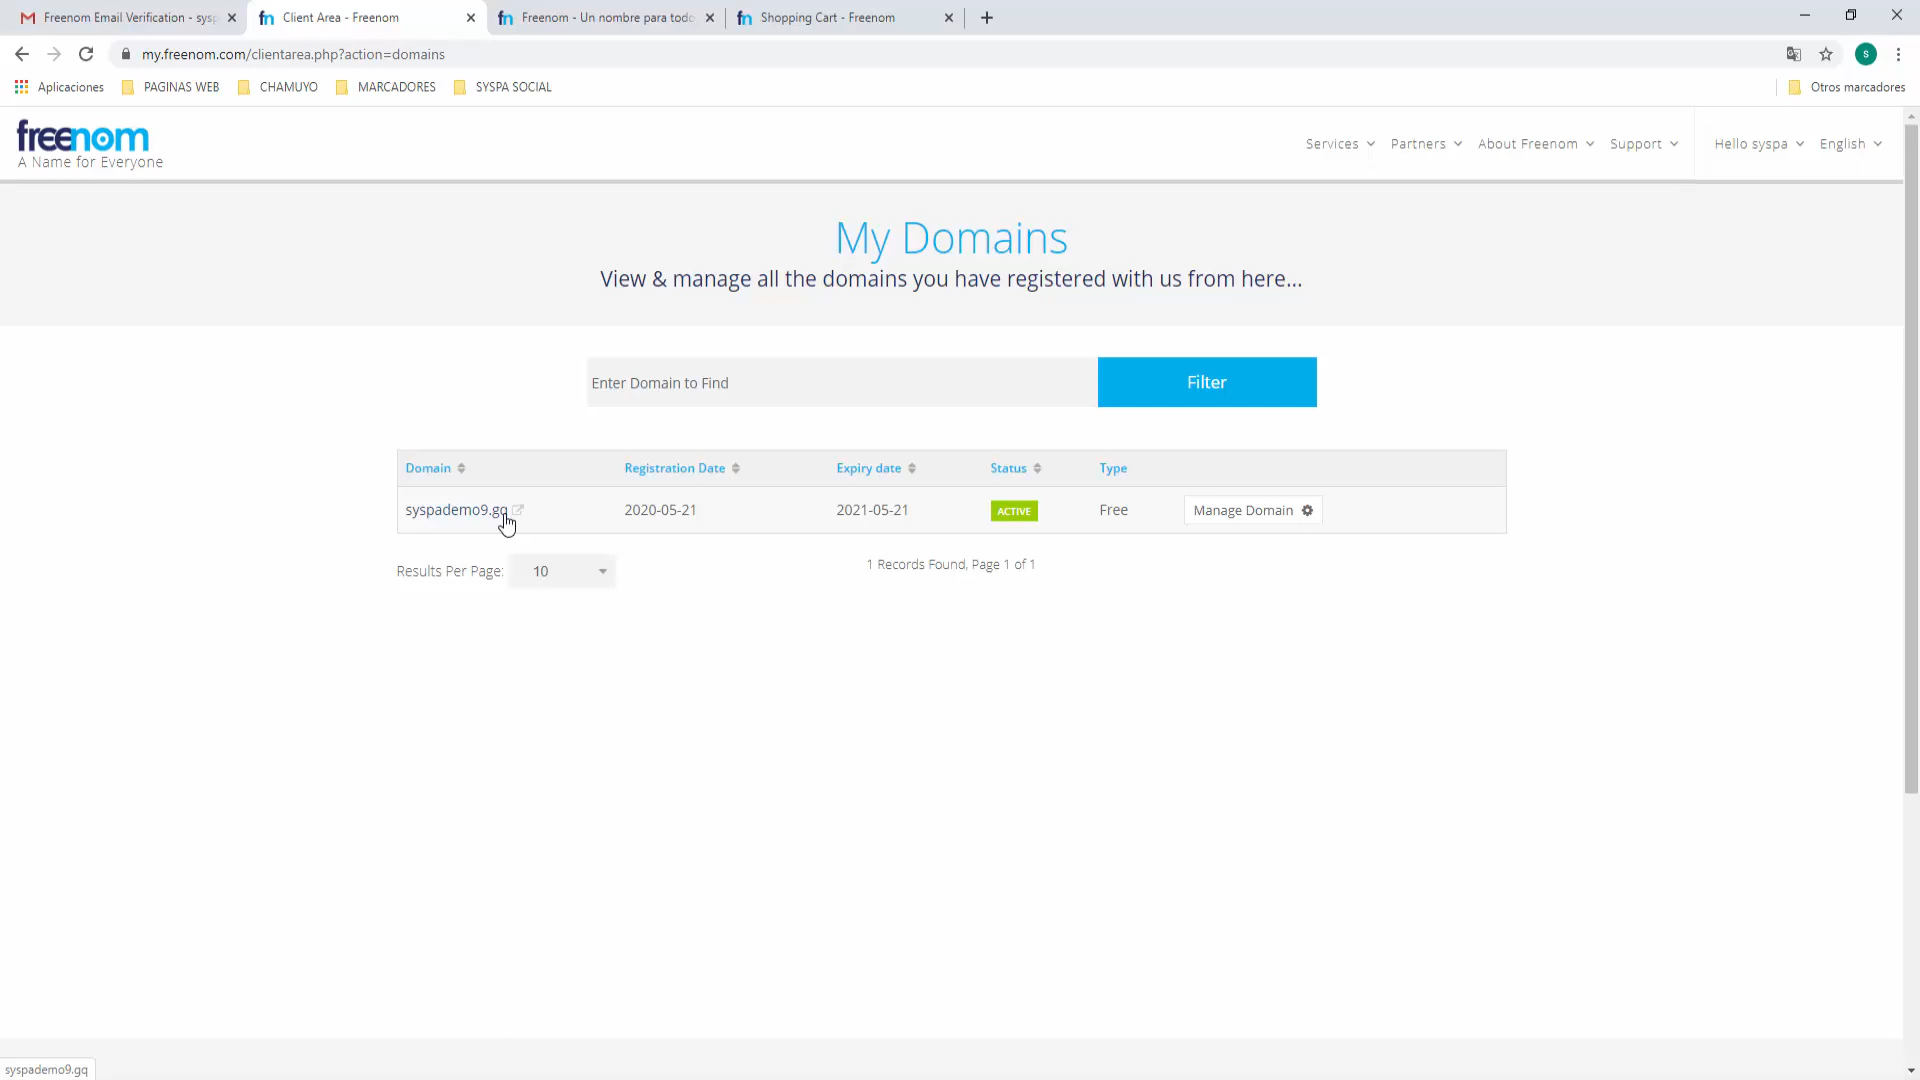 Freenom Email Verification - sysp
Client Area - Freenom
Freenom - Un nombre para todo
Shopping Cart - Freenom
my.freenom.com/clientarea.php?action=domains
S
Aplicaciones
PAGINAS WEB
CHAMUYO
MARCADORES
SYSPA SOCIAL
Otros marcadores
freenom
A Name for Everyone
Services
Partners
About Freenom
Support
Hello syspa
English
My Domains
View & manage all the domains you have registered with us from here...
Enter Domain to Find
Filter
Domain Registration Date Expiry date Status Type
syspademo9.gq 2020-05-21 2021-05-21 ACTIVE Free Manage Domain
Results Per Page: 10
1 Records Found, Page 1 of 1
syspademo9.gq